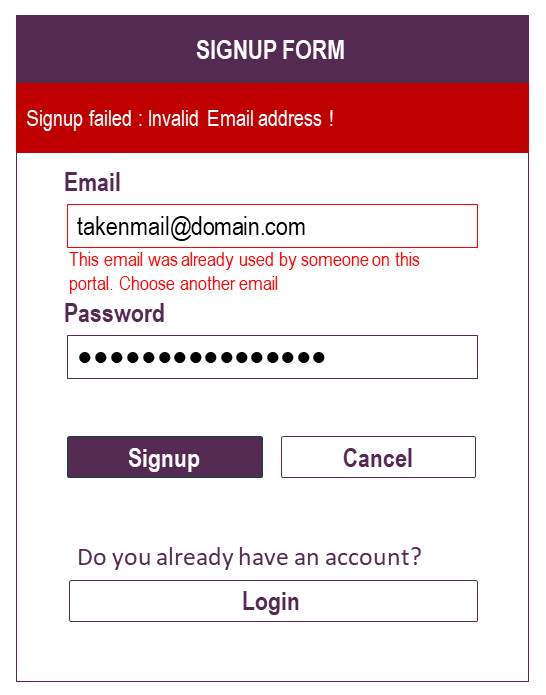 SIGNUP FORM
Signup failed : Invalid Email address !
Email
takenmail@domain.com
This email was already used by someone on this
portal. Choose another email
Password
●●●●●●●●●●●●●●●●
Signup
Cancel
Do you already have an account?
Login